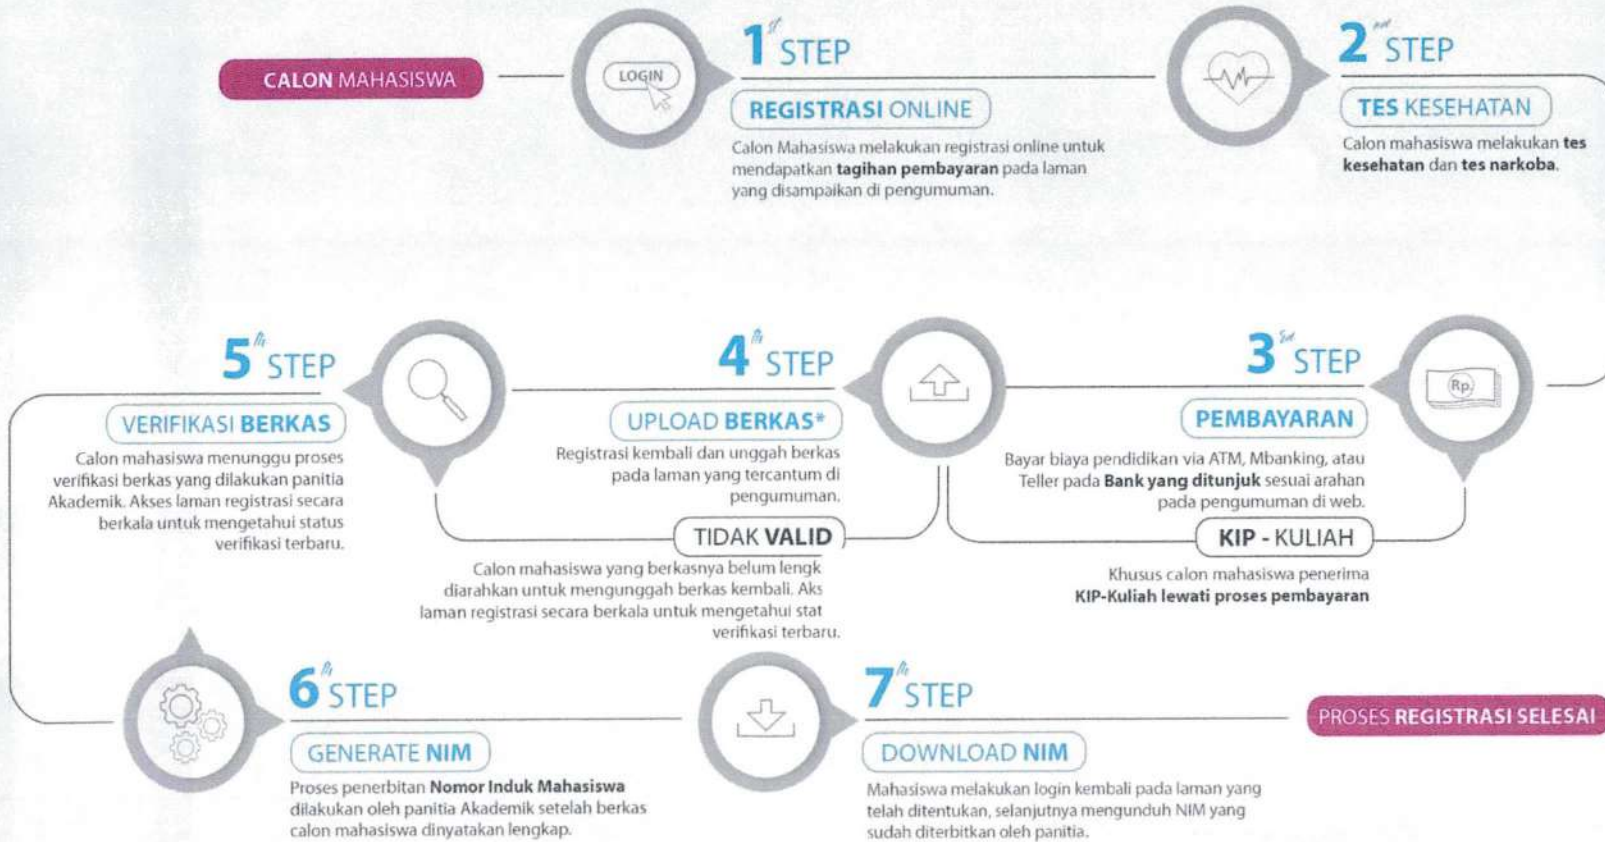 CALON MAHASISWA
LOGIN
1st STEP
REGISTRASI ONLINE
Calon Mahasiswa melakukan registrasi online untuk
mendapatkan tagihan pembayaran pada laman
yang disampaikan di pengumuman.
2nd STEP
TES KESEHATAN
Calon mahasiswa melakukan tes
kesehatan dan tes narkoba.
Rp.
3 STEP
PEMBAYARAN
Bayar biaya pendidikan via ATM, Mbanking, atau
Teller pada Bank yang ditunjuk sesuai arahan
pada pengumuman di web.
KIP - KULIAH
Khusus calon mahasiswa penerima
KIP-Kuliah lewati proses pembayaran
4th STEP
UPLOAD BERKAS*
Registrasi kembali dan unggah berkas
pada laman yang tercantum di
pengumuman.
TIDAK VALID
Calon mahasiswa yang berkasnya belum lengk
diarahkan untuk mengunggah berkas kembali. Aks
laman registrasi secara berkala untuk mengetahui stat
verifikasi terbaru.
5th STEP
VERIFIKASI BERKAS
Calon mahasiswa menunggu proses
verifikasi berkas yang dilakukan panitia
Akademik. Akses laman registrasi secara
berkala untuk mengetahui status
verifikasi terbaru.
6th STEP
GENERATE NIM
Proses penerbitan Nomor Induk Mahasiswa
dilakukan oleh panitia Akademik setelah berkas
calon mahasiswa dinyatakan lengkap.
7th STEP
DOWNLOAD NIM
Mahasiswa melakukan login kembali pada laman yang
telah ditentukan, selanjutnya mengunduh NIM yang
sudah diterbitkan oleh panitia.
PROSES REGISTRASI SELESAI